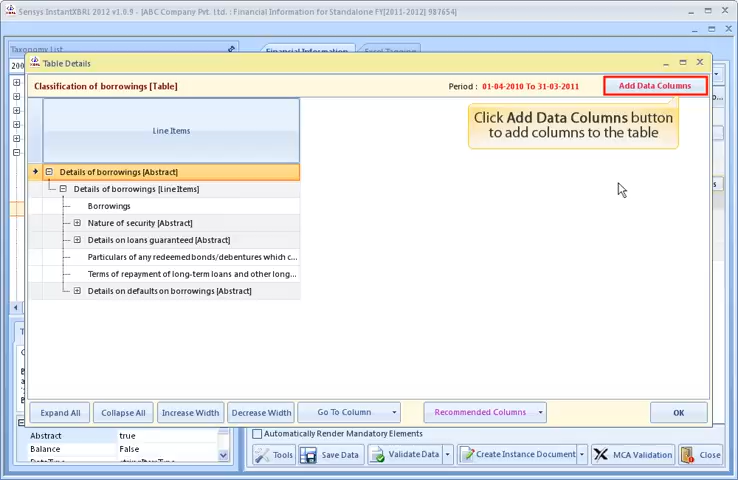 Sensys InstantXBRL 2012 v1.0.9 - [ABC Company Pvt. Ltd. : Financial Information for Standalone FY[2011-2012] 987654]
Taxonomy List
Financial Information
Excel Tagging
Table Details
Classification of borrowings [Table]
Period : 01-04-2010 To 31-03-2011
Add Data Columns
Click Add Data Columns button
to add columns to the table
Line Items
Details of borrowings [Abstract]
Details of borrowings [LineItems]
Borrowings
Nature of security [Abstract]
Details on loans guaranteed [Abstract]
Particulars of any redeemed bonds/debentures which c...
Terms of repayment of long-term loans and other long...
Details on defaults on borrowings [Abstract]
Expand All
Collapse All
Increase Width
Decrease Width
Go To Column
Recommended Columns
OK
Abstract true
Balance False
Automatically Render Mandatory Elements
Tools
Save Data
Validate Data
Create Instance Document
MCA Validation
Close